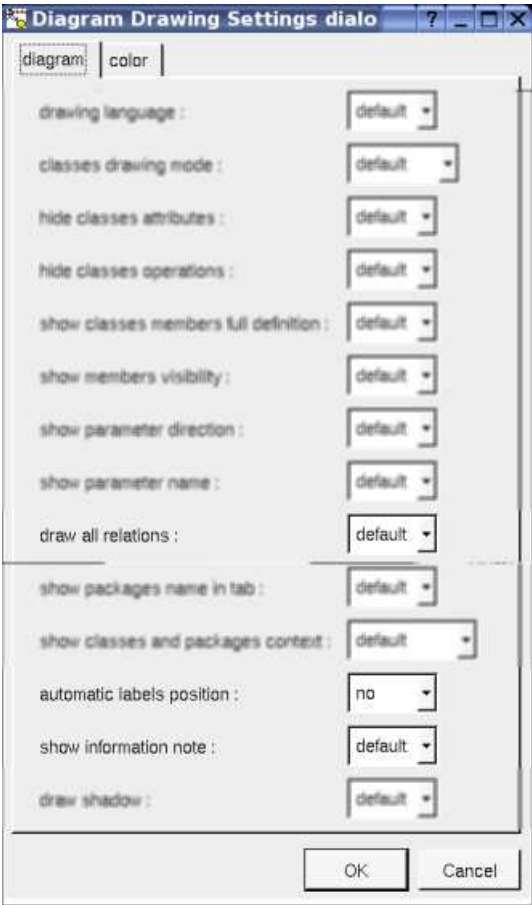 Diagram Drawing Settings dialo
diagram color
drawing language : default
classes drawing mode : default
hide classes attributes : default
hide classes operations : default
show classes members full definition : default
show members visibility : default
show parameter direction : default
show parameter name : default
draw all relations : default
show packages name in tab : default
show classes and packages context : default
automatic labels position : no
show information note : default
draw shadow : default
OK Cancel